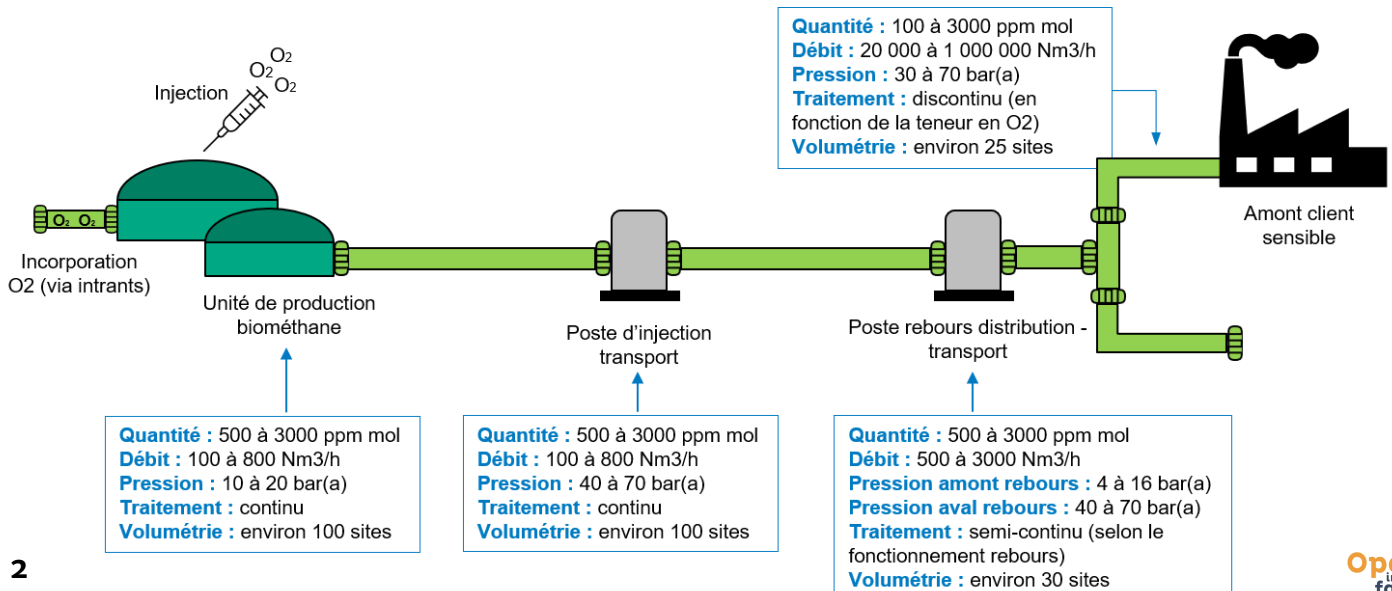 Quantité : 100 à 3000 ppm mol
Débit : 20 000 à 1 000 000 Nm3/h
Pression : 30 à 70 bar(a)
Traitement : discontinu (en
fonction de la teneur en O2)
Volumétrie : environ 25 sites
O2
O2
O2
Injection
O2 O2
Incorporation
O2 (via intrants)
Unité de production
biométhane
Poste d'injection
transport
Poste rebours distribution -
transport
Amont client
sensible
Quantité : 500 à 3000 ppm mol
Débit : 100 à 800 Nm3/h
Pression : 10 à 20 bar(a)
Traitement : continu
Volumétrie : environ 100 sites
Quantité : 500 à 3000 ppm mol
Débit : 100 à 800 Nm3/h
Pression : 40 à 70 bar(a)
Traitement : continu
Volumétrie : environ 100 sites
Quantité : 500 à 3000 ppm mol
Débit : 500 à 3000 Nm3/h
Pression amont rebours : 4 à 16 bar(a)
Pression aval rebours : 40 à 70 bar(a)
Traitement : semi-continu (selon le
fonctionnement rebours)
Volumétrie : environ 30 sites
2